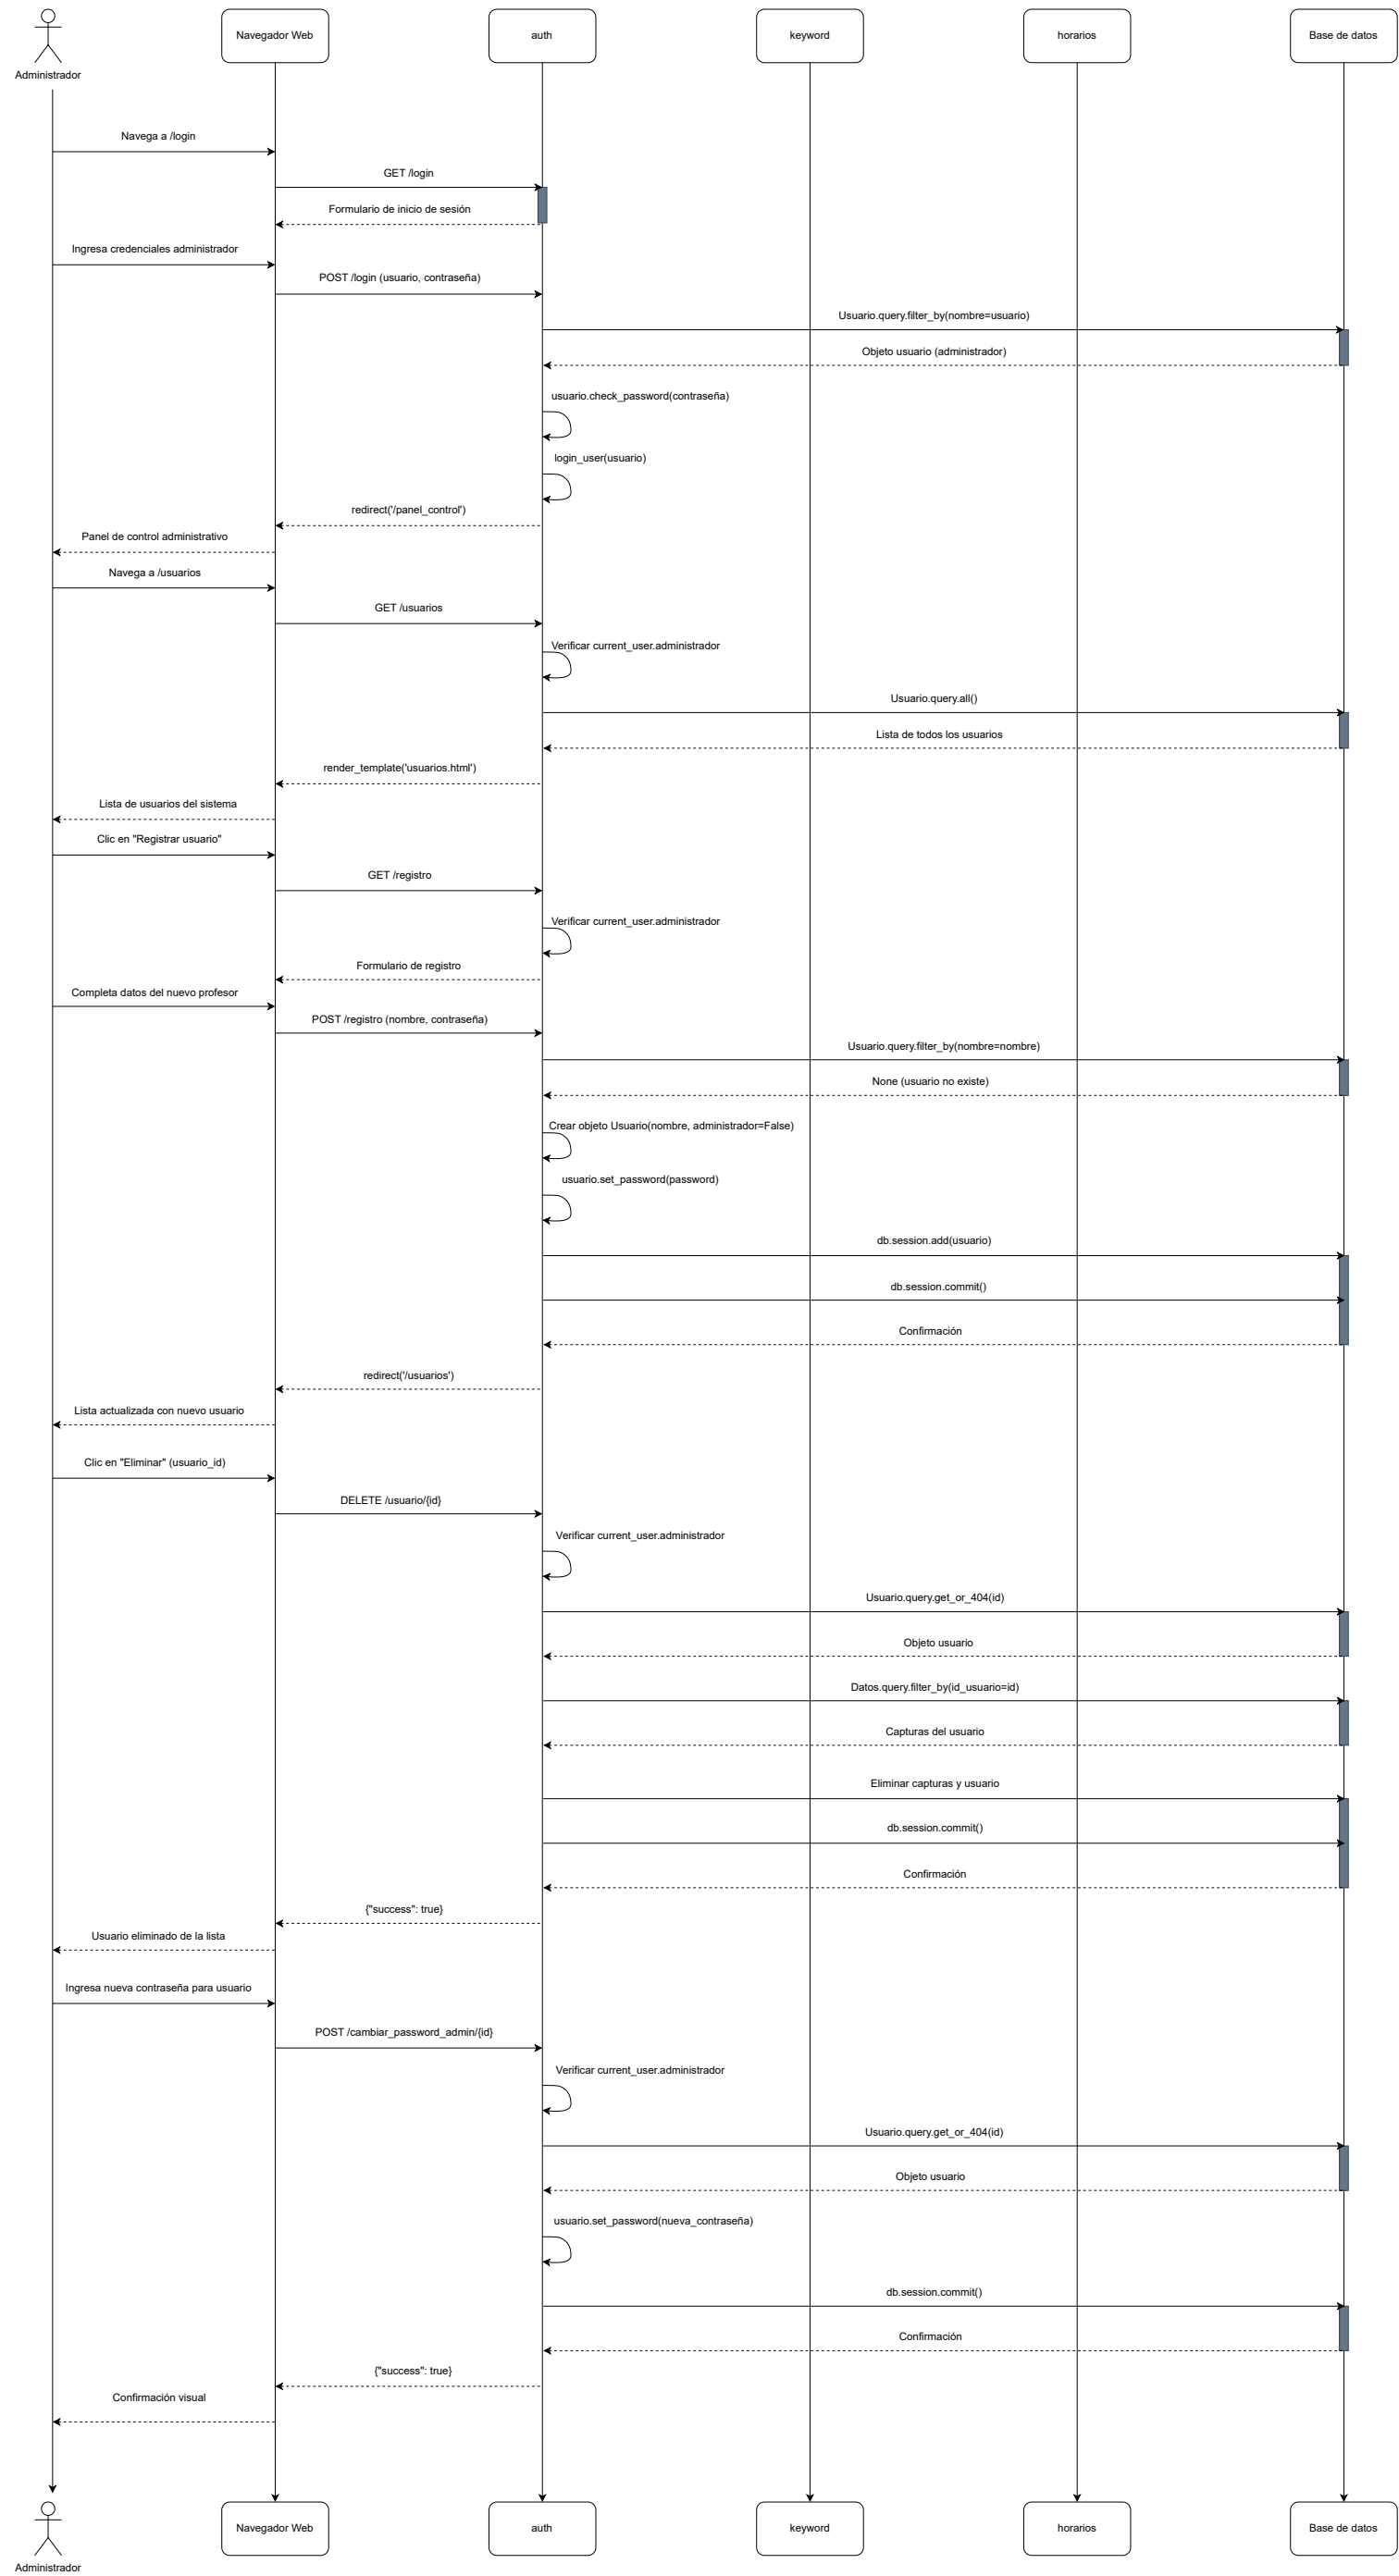 Administrador
Navegador Web
auth
keyword
horarios
Base de datos
Navega a /login
GET /login
Formulario de inicio de sesión
Ingresa credenciales administrador
POST /login (usuario, contraseña)
Usuario.query.filter_by(nombre=usuario)
Objeto usuario (administrador)
usuario.check_password(contraseña)
login_user(usuario)
redirect('/panel_control')
Panel de control administrativo
Navega a /usuarios
GET /usuarios
Verificar current_user.administrador
Usuario.query.all()
Lista de todos los usuarios
render_template('usuarios.html')
Lista de usuarios del sistema
Clic en "Registrar usuario"
GET /registro
Verificar current_user.administrador
Formulario de registro
Completa datos del nuevo profesor
POST /registro (nombre, contraseña)
Usuario.query.filter_by(nombre=nombre)
None (usuario no existe)
Crear objeto Usuario(nombre, administrador=False)
usuario.set_password(password)
db.session.add(usuario)
db.session.commit()
Confirmación
redirect('/usuarios')
Lista actualizada con nuevo usuario
Clic en "Eliminar" (usuario_id)
DELETE /usuario/{id}
Verificar current_user.administrador
Usuario.query.get_or_404(id)
Objeto usuario
Datos.query.filter_by(id_usuario=id)
Capturas del usuario
Eliminar capturas y usuario
db.session.commit()
Confirmación
{"success": true}
Usuario eliminado de la lista
Ingresa nueva contraseña para usuario
POST /cambiar_password_admin/{id}
Verificar current_user.administrador
Usuario.query.get_or_404(id)
Objeto usuario
usuario.set_password(nueva_contraseña)
db.session.commit()
Confirmación
{"success": true}
Confirmación visual
Administrador
Navegador Web
auth
keyword
horarios
Base de datos